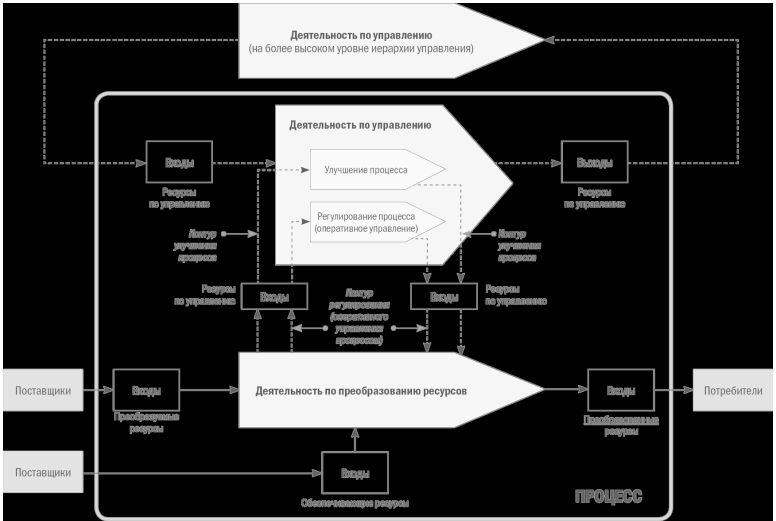 Деятельность по управлению
(на более высоком уровне иерархии управления)
Деятельность по управлению
Входы
Выходы
Улучшение процесса
Ресурсы
по управлению
Ресурсы
по управлению
Регулирование процесса
(оперативное управление)
Контур
улучшения
процесса
Контур
улучшения
процесса
Ресурсы
по управлению
Входы
Контур
регулирования
(оперативного
управления
процессом)
Входы
Ресурсы
по управлению
Поставщики
Входы
Деятельность по преобразованию ресурсов
Входы
Потребители
Преобразуемые
ресурсы
Преобразованные
ресурсы
Поставщики
Входы
Обеспечивающие ресурсы
ПРОЦЕСС